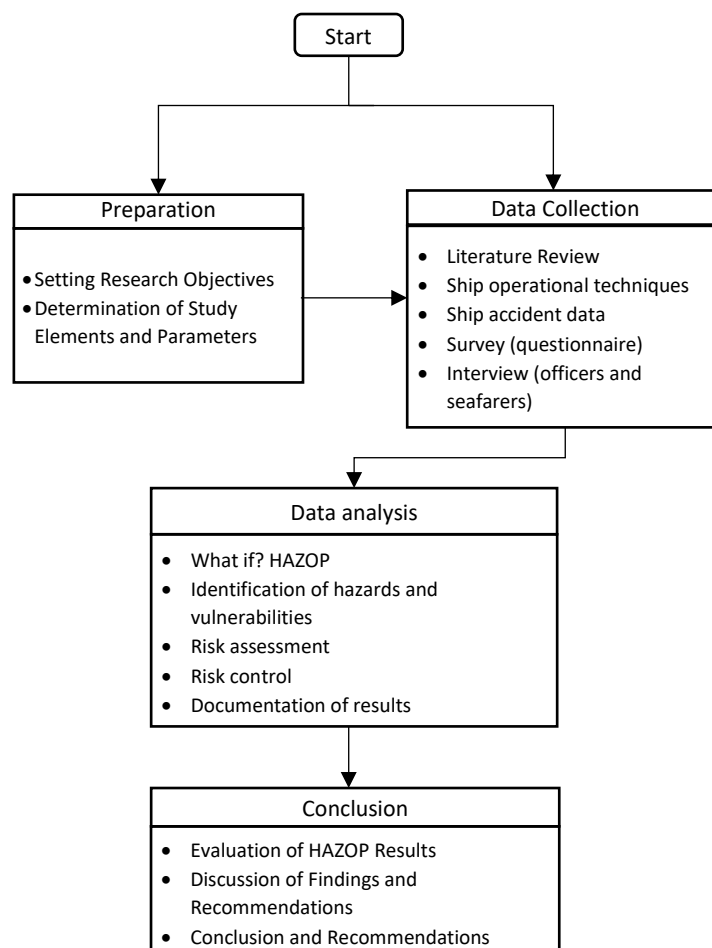 Start
Preparation
• Setting Research Objectives
• Determination of Study
Elements and Parameters
Data Collection
• Literature Review
• Ship operational techniques
• Ship accident data
• Survey (questionnaire)
• Interview (officers and
seafarers)
Data analysis
• What if? HAZOP
• Identification of hazards and
vulnerabilities
• Risk assessment
• Risk control
• Documentation of results
Conclusion
• Evaluation of HAZOP Results
• Discussion of Findings and
Recommendations
• Conclusion and Recommendations